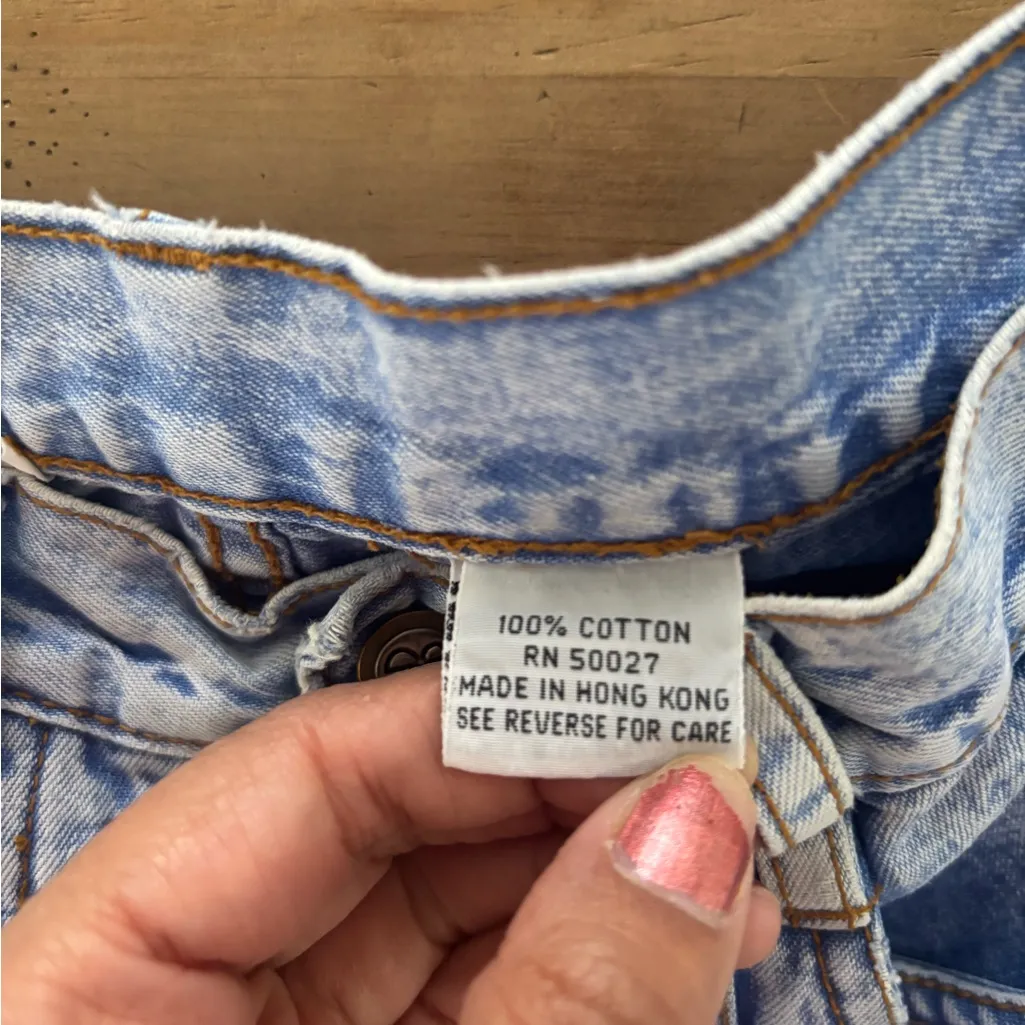 100% COTTON
RN 50027
MADE IN HONG KONG
SEE REVERSE FOR CARE